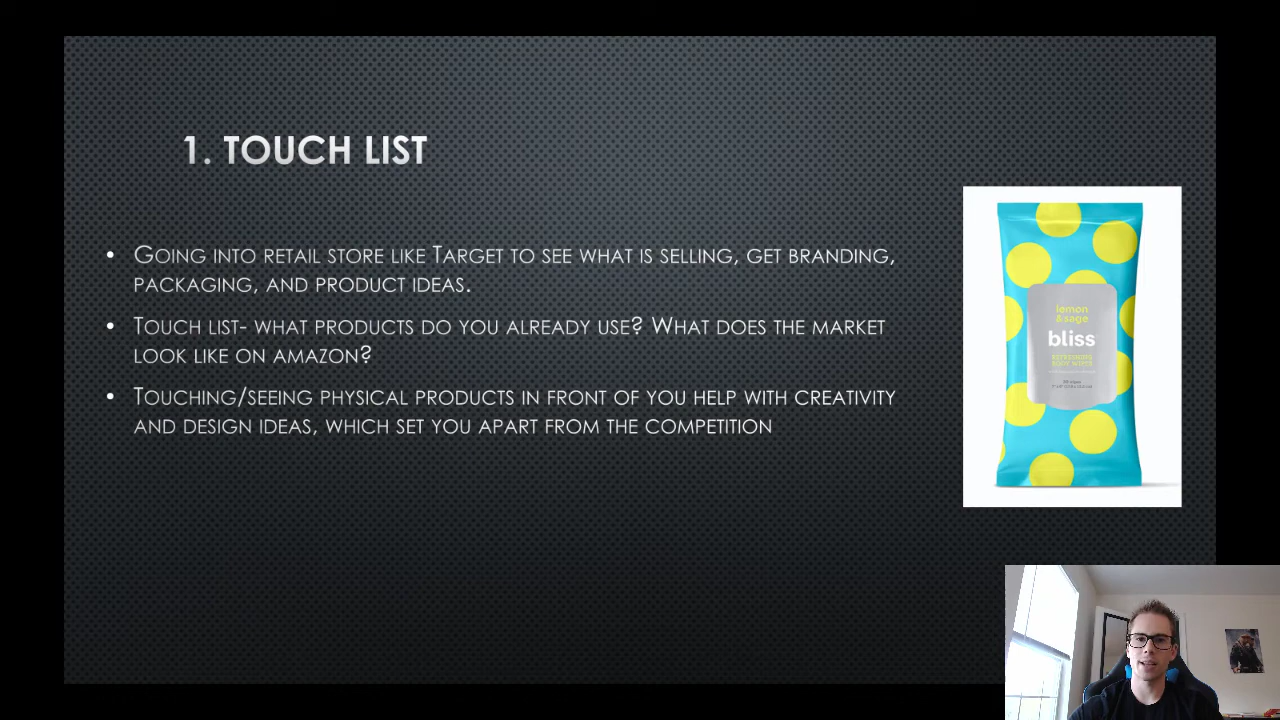 1. TOUCH LIST
• GOING INTO RETAIL STORE LIKE TARGET TO SEE WHAT IS SELLING, GET BRANDING,
PACKAGING, AND PRODUCT IDEAS.
• TOUCH LIST- WHAT PRODUCTS DO YOU ALREADY USE? WHAT DOES THE MARKET
LOOK LIKE ON AMAZON?
• TOUCHING/SEEING PHYSICAL PRODUCTS IN FRONT OF YOU HELP WITH CREATIVITY
AND DESIGN IDEAS, WHICH SET YOU APART FROM THE COMPETITION
lemon
& sage
bliss